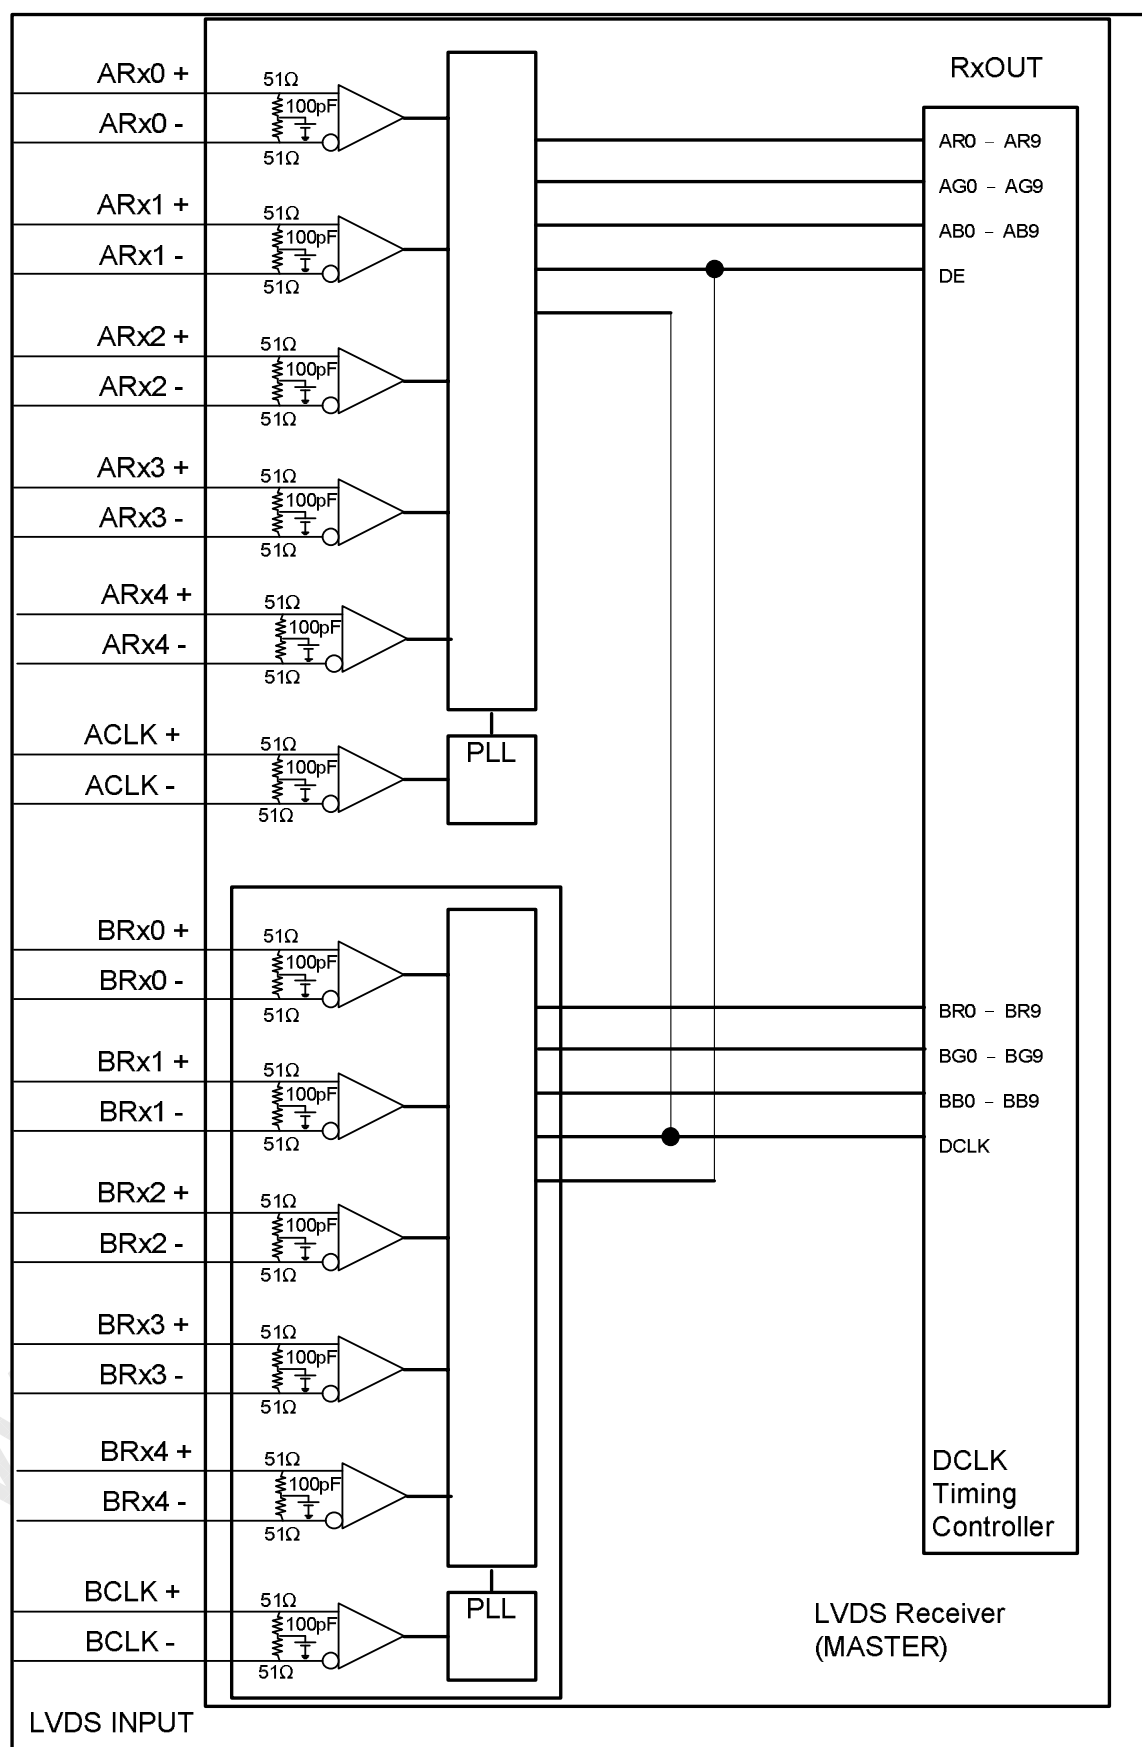 RxOUT
ARx0 +
51Ω
100pF
ARx0 -
51Ω
AR0 – AR9
AG0 – AG9
ARx1 +
51Ω
100pF
AB0 – AB9
ARx1 -
51Ω
DE
ARx2 +
51Ω
100pF
ARx2 -
51Ω
ARx3 +
51Ω
100pF
ARx3 -
51Ω
ARx4 +
51Ω
100pF
ARx4 -
51Ω
ACLK +
51Ω
PLL
100pF
ACLK -
51Ω
BRx0 +
51Ω
100pF
BRx0 -
51Ω
BR0 – BR9
BG0 – BG9
BRx1 +
51Ω
100pF
BB0 – BB9
BRx1 -
51Ω
DCLK
BRx2 +
51Ω
100pF
BRx2 -
51Ω
BRx3 +
51Ω
100pF
BRx3 -
51Ω
BRx4 +
51Ω
100pF
BRx4 -
51Ω
DCLK
Timing
Controller
BCLK +
51Ω
PLL
100pF
BCLK -
51Ω
LVDS Receiver
(MASTER)
LVDS INPUT